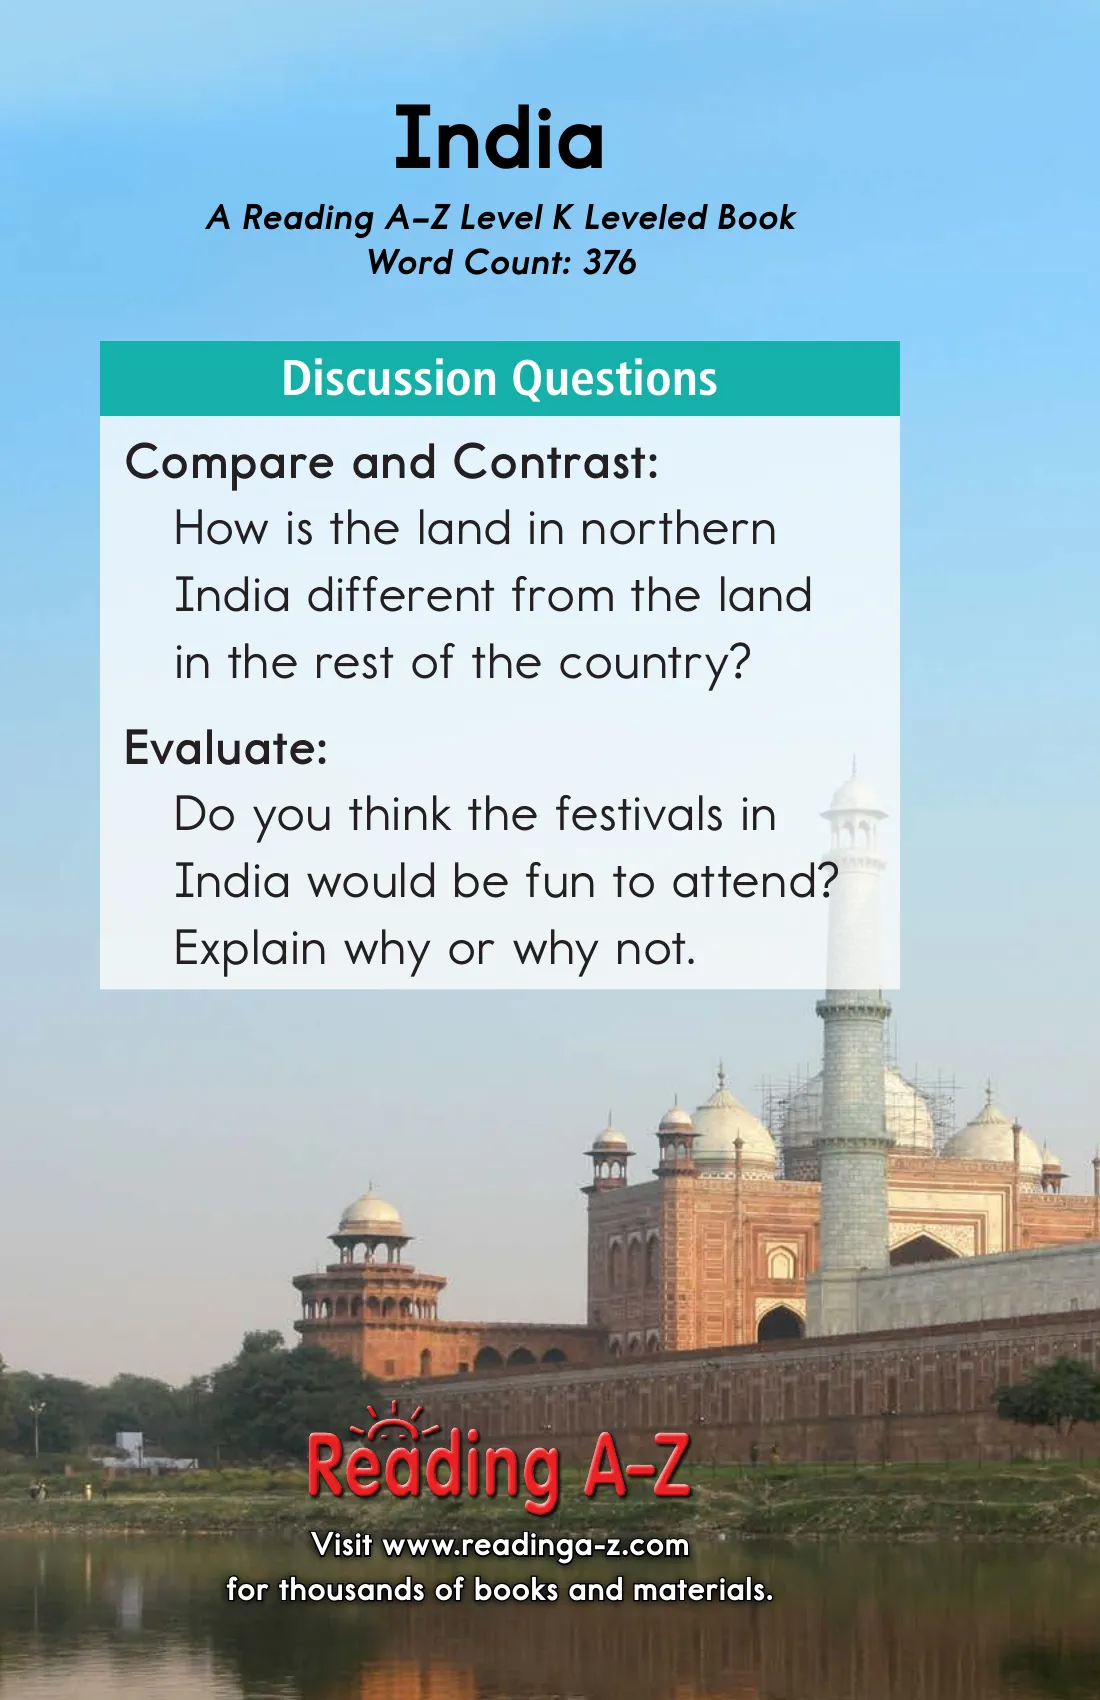 India
A Reading A–Z Level K Leveled Book
Word Count: 376
Discussion Questions
Compare and Contrast:
How is the land in northern
India different from the land
in the rest of the country?
Evaluate:
Do you think the festivals in
India would be fun to attend?
Explain why or why not.
Reading A–Z
Visit www.readinga-z.com
for thousands of books and materials.